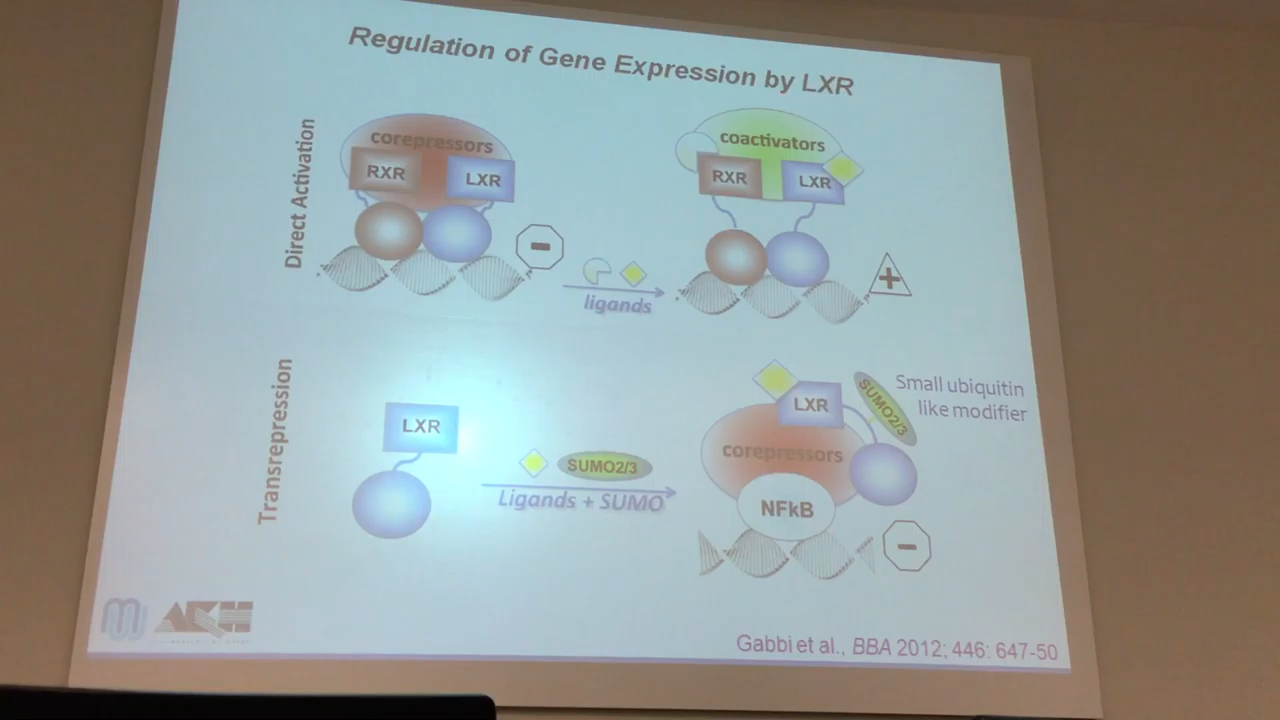 Regulation of Gene Expression by LXR
Direct Activation
corepressors
RXR
LXR
-
ligands
coactivators
RXR
LXR
+
Transrepression
LXR
SUMO2/3
Ligands + SUMO
LXR
SUMO2/3
Small ubiquitin
like modifier
corepressors
NFkB
-
AKH
Gabbi et al., BBA 2012; 446: 647-50